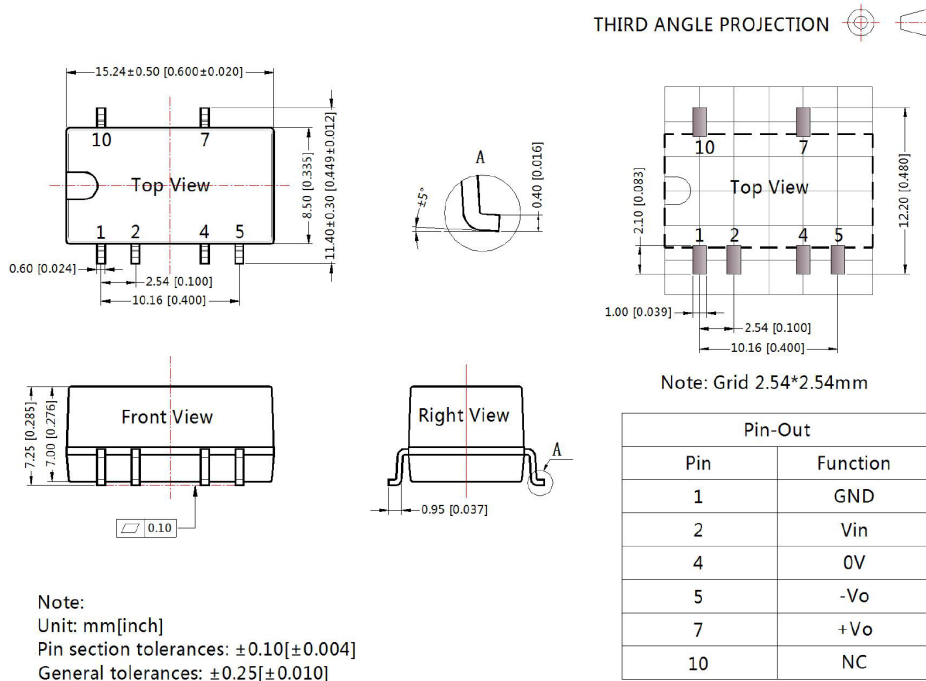 THIRD ANGLE PROJECTION
15.24±0.50 [0.600±0.020]
10 7
Top View
1 2 4 5
8.50 [0.335]
11.40±0.30 [0.449±0.012]
0.60 [0.024]
2.54 [0.100]
10.16 [0.400]
A
±5°
0.40 [0.016]
10 7
Top View
1 2 4 5
2.10 [0.083]
12.20 [0.480]
1.00 [0.039]
2.54 [0.100]
10.16 [0.400]
Note: Grid 2.54*2.54mm
Front View
7.25 [0.285]
7.00 [0.276]
0.10
Right View
A
0.95 [0.037]
Pin-Out
Pin Function
1 GND
2 Vin
4 0V
5 -Vo
7 +Vo
10 NC
Note:
Unit: mm[inch]
Pin section tolerances: ±0.10[±0.004]
General tolerances: ±0.25[±0.010]